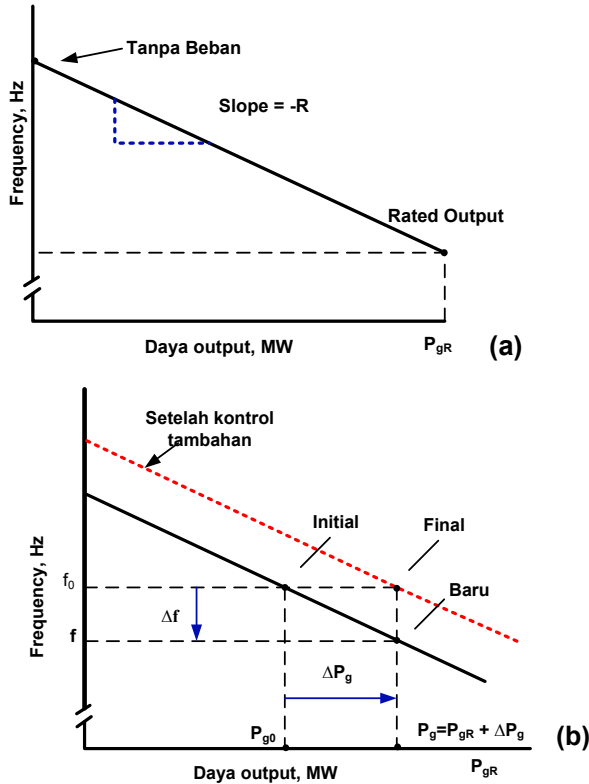 Tanpa Beban
Frequency, Hz
Slope = -R
Rated Output
Daya output, MW
PgR
(a)
Setelah kontrol
tambahan
Initial
Final
Baru
Frequency, Hz
f0
Δf
f
ΔPg
Pg0
Pg=PgR + ΔPg
(b)
Daya output, MW
PgR